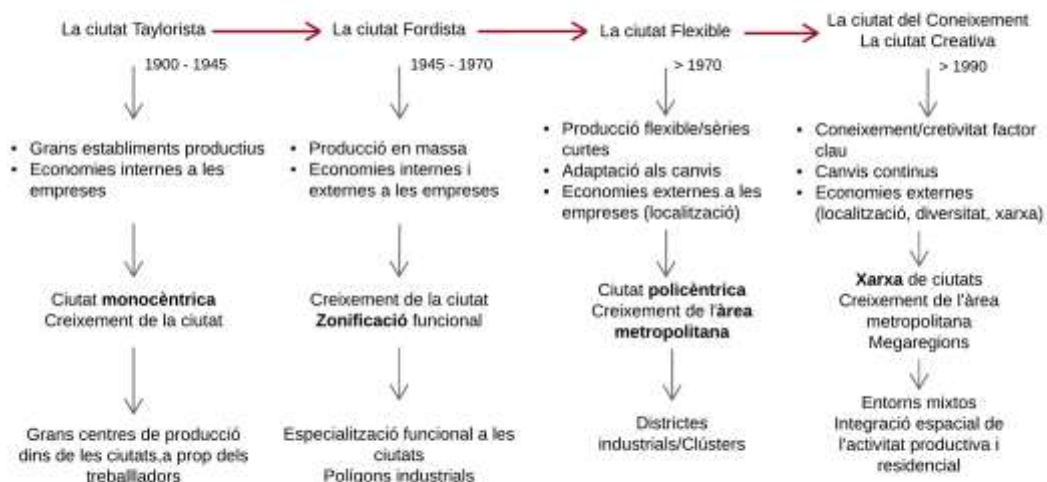 La ciutat Taylorista
1900 - 1945
• Grans establiments productius
• Economies internes a les
empreses
Ciutat monocèntrica
Creixement de la ciutat
Grans centres de producció
dins de les ciutats,a prop dels
treballladors
La ciutat Fordista
1945 - 1970
• Producció en massa
• Economies internes i
externes a les empreses
Creixement de la ciutat
Zonificació funcional
Especialització funcional a les
ciutats
Polígons industrials
La ciutat Flexible
> 1970
• Producció flexible/sèries
curtes
• Adaptació als canvis
• Economies externes a les
empreses (localització)
Ciutat policèntrica
Creixement de l'àrea
metropolitana
Districtes
industrials/Clústers
La ciutat del Coneixement
La ciutat Creativa
> 1990
• Coneixement/cretivitat factor
clau
• Canvis continus
• Economies externes
(localització, diversitat, xarxa)
Xarxa de ciutats
Creixement de l'àrea
metropolitana
Megaregions
Entorns mixtos
Integració espacial de
l'activitat productiva i
residencial